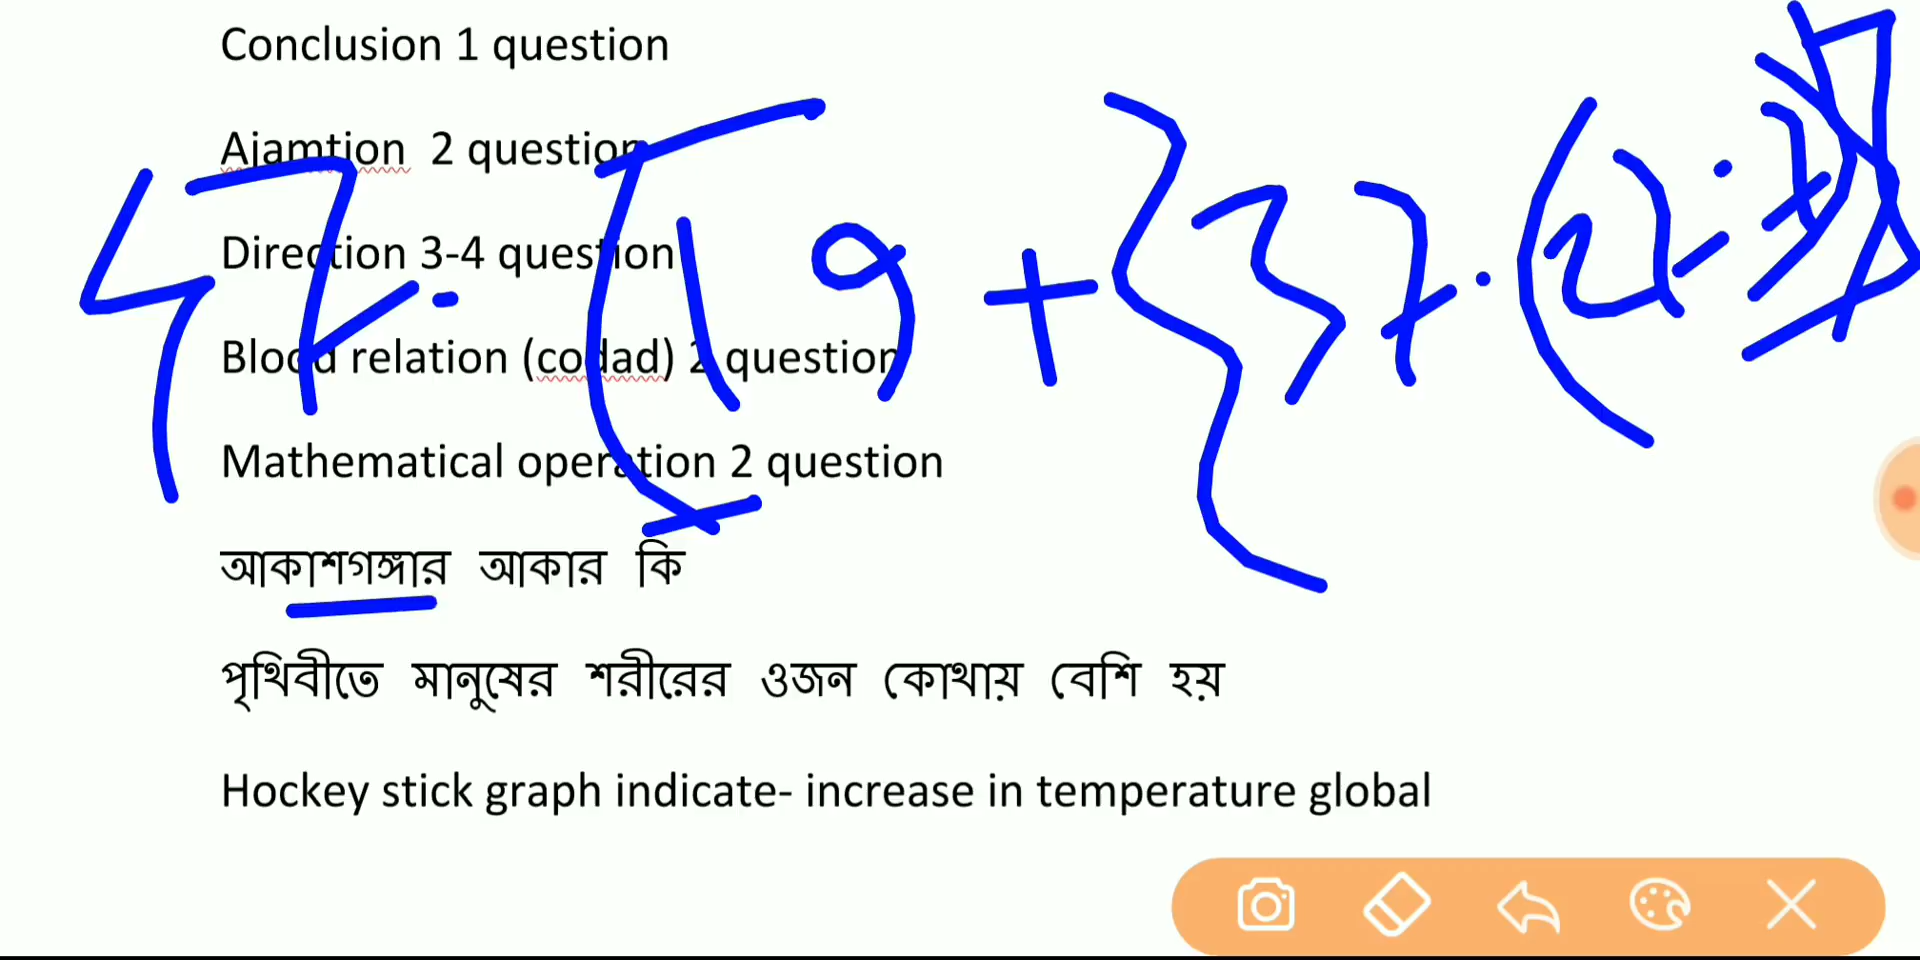 Conclusion 1 question
Ajamtion 2 question
Direction 3-4 question
Blood relation (codad) 2 question
Mathematical operation 2 question
আকাশগঙ্গার আকার কি
পৃথিবীতে মানুষের শরীরের ওজন কোথায় বেশি হয়
Hockey stick graph indicate- increase in temperature global